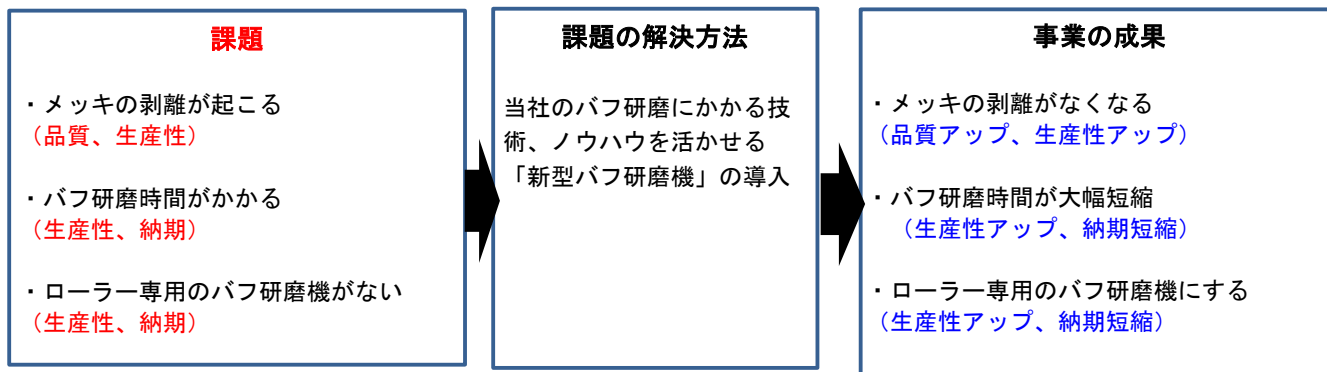 課題
・メッキの剥離が起こる
（品質、生産性）
・バフ研磨時間がかかる
（生産性、納期）
・ローラー専用のバフ研磨機がない
（生産性、納期）
課題の解決方法
当社のバフ研磨にかかる技
術、ノウハウを活かせる
「新型バフ研磨機」の導入
事業の成果
・メッキの剥離がなくなる
（品質アップ、生産性アップ）
・バフ研磨時間が大幅短縮
（生産性アップ、納期短縮）
・ローラー専用のバフ研磨機にする
（生産性アップ、納期短縮）